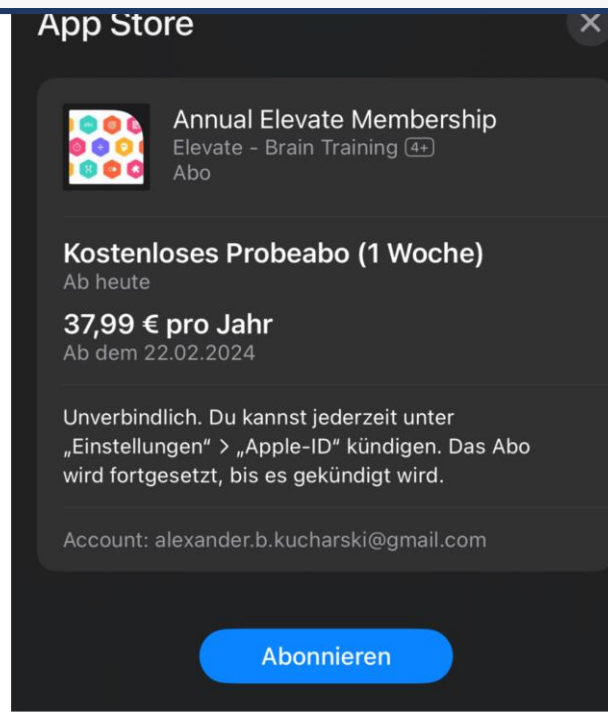 App Store
Annual Elevate Membership
Elevate - Brain Training 4+
Abo
Kostenloses Probeabo (1 Woche)
Ab heute
37,99 € pro Jahr
Ab dem 22.02.2024
Unverbindlich. Du kannst jederzeit unter
„Einstellungen“ > „Apple-ID“ kündigen. Das Abo
wird fortgesetzt, bis es gekündigt wird.
Account: alexander.b.kucharski@gmail.com
Abonnieren